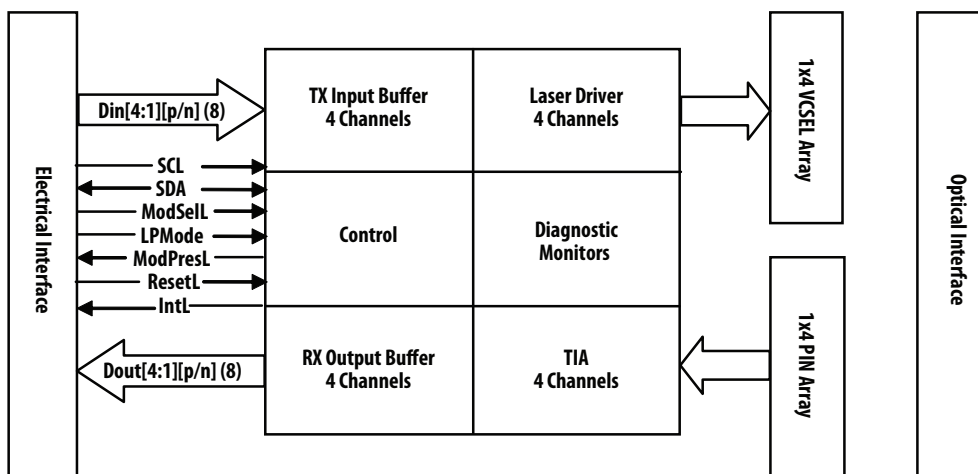 Electrical Interface
Din[4:1][p/n] (8)
SCL
SDA
ModSelL
LPMode
ModPresL
ResetL
IntL
Dout[4:1][p/n] (8)
TX Input Buffer
4 Channels
Laser Driver
4 Channels
Control
Diagnostic
Monitors
RX Output Buffer
4 Channels
TIA
4 Channels
1x4 VCSEL Array
1x4 PIN Array
Optical Interface